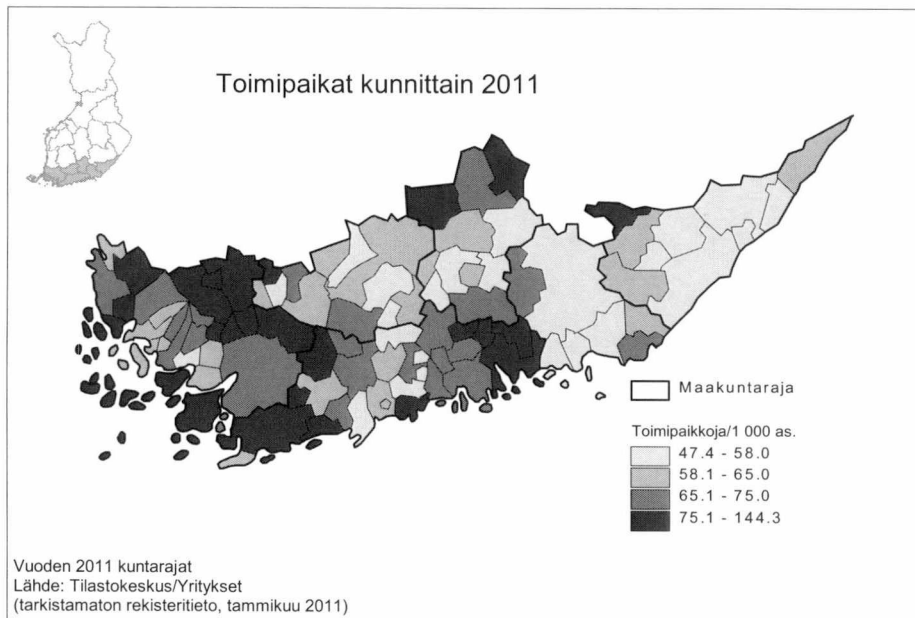 Toimipaikat kunnittain 2011
Maakuntaraja
Toimipaikkoja/1 000 as.
47.4 - 58.0
58.1 - 65.0
65.1 - 75.0
75.1 - 144.3
Vuoden 2011 kuntarajat
Lähde: Tilastokeskus/Yritykset
(tarkistamaton rekisteritieto, tammikuu 2011)